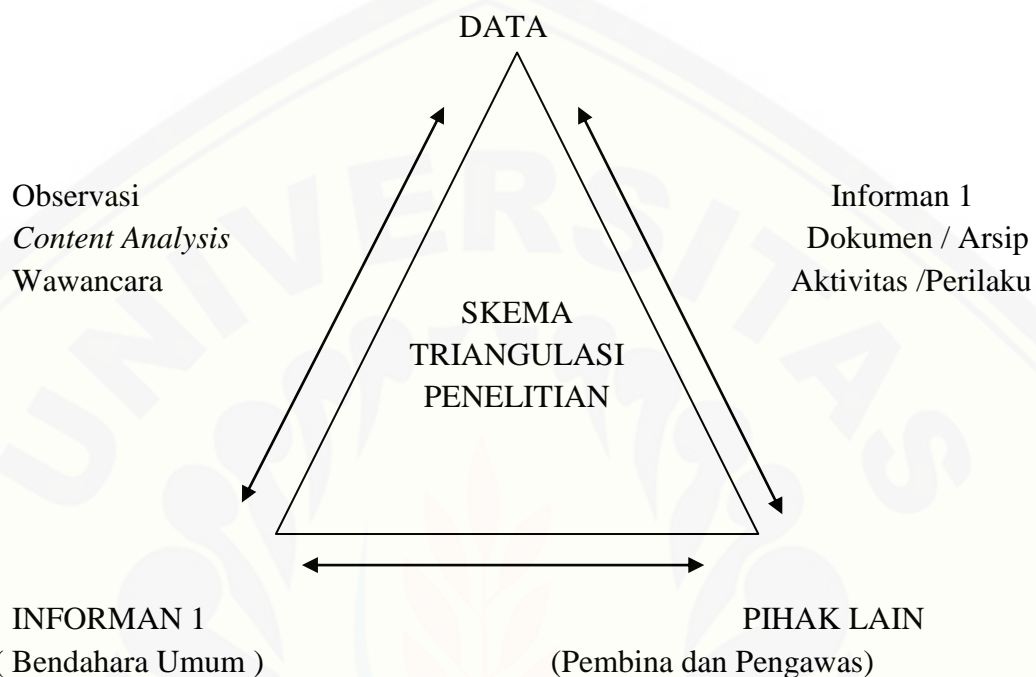 DATA
Observasi
Content Analysis
Wawancara
Informan 1
Dokumen / Arsip
Aktivitas /Perilaku
SKEMA
TRIANGULASI
PENELITIAN
INFORMAN 1
( Bendahara Umum )
PIHAK LAIN
(Pembina dan Pengawas)
UNIVERSITAS